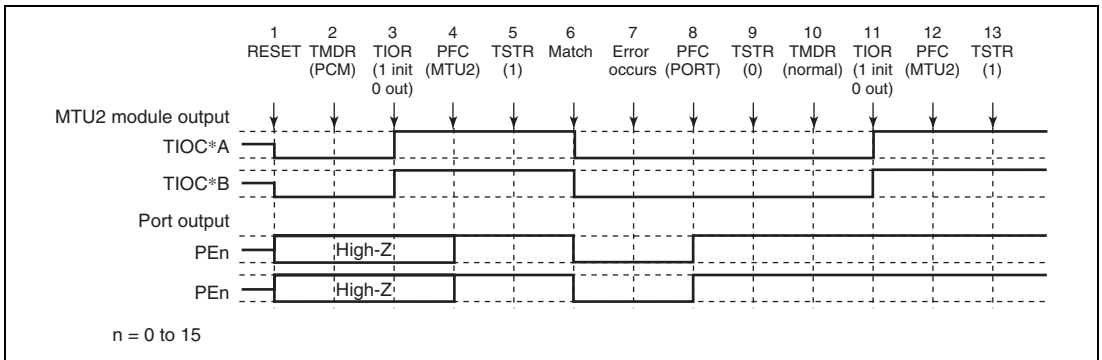 1 2 3 4 5 6 7 8 9 10 11 12 13
RESET TMDR TIOR PFC TSTR Match Error PFC TSTR TMDR TIOR PFC TSTR
(PCM) (1 init (MTU2) (1) occurs (PORT) (0) (normal) (1 init (MTU2) (1)
0 out) 0 out)
MTU2 module output
TIOC*A
TIOC*B
Port output
PEn High-Z
PEn High-Z
n = 0 to 15